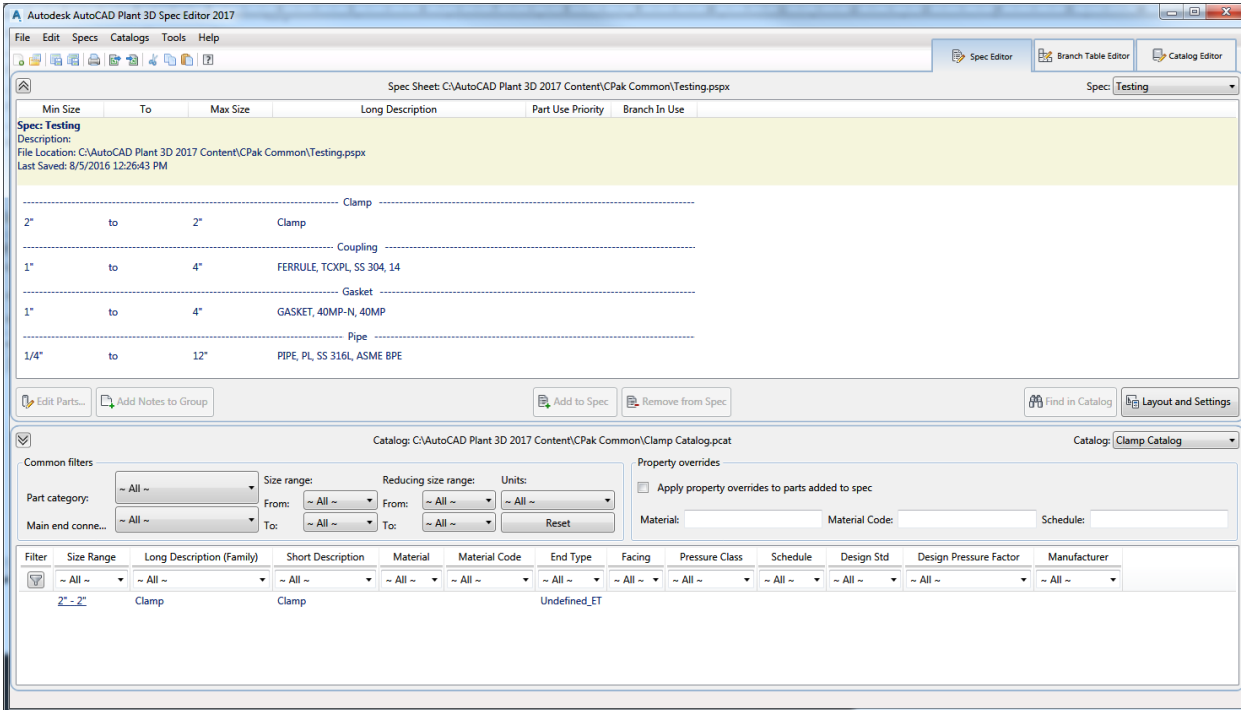 Autodesk AutoCAD Plant 3D Spec Editor 2017
File Edit Specs Catalogs Tools Help
Spec Editor Branch Table Editor Catalog Editor
Spec Sheet: C:\AutoCAD Plant 3D 2017 Content\CPak Common\Testing.pspx Spec: Testing
Min Size To Max Size Long Description Part Use Priority Branch In Use
Spec: Testing
Description:
File Location: C:\AutoCAD Plant 3D 2017 Content\CPak Common\Testing.pspx
Last Saved: 8/5/2016 12:26:43 PM
Clamp
2" to 2" Clamp
Coupling
1" to 4" FERRULE, TCXPL, SS 304, 14
Gasket
1" to 4" GASKET, 40MP-N, 40MP
Pipe
1/4" to 12" PIPE, PL, SS 316L, ASME BPE
Edit Parts... Add Notes to Group Add to Spec Remove from Spec Find in Catalog Layout and Settings
Catalog: C:\AutoCAD Plant 3D 2017 Content\CPak Common\Clamp Catalog.pcat Catalog: Clamp Catalog
Common filters Property overrides
Part category: ~ All ~ Size range: Reducing size range: Units:
From: ~ All ~ From: ~ All ~ ~ All ~ Apply property overrides to parts added to spec
Main end conne... ~ All ~ To: ~ All ~ To: ~ All ~ Reset Material: Material Code: Schedule:
Filter Size Range Long Description (Family) Short Description Material Material Code End Type Facing Pressure Class Schedule Design Std Design Pressure Factor Manufacturer
~ All ~ ~ All ~ ~ All ~ ~ All ~ ~ All ~ ~ All ~ ~ All ~ ~ All ~ ~ All ~ ~ All ~ ~ All ~ ~ All ~
2" - 2" Clamp Clamp Undefined_ET